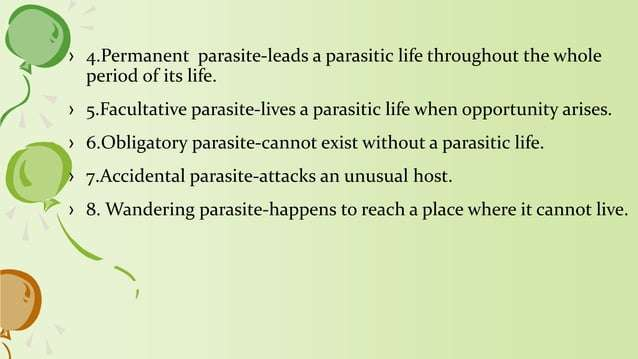 › 4.Permanent  parasite-leads a parasitic life throughout the whole
period of its life.
› 5.Facultative parasite-lives a parasitic life when opportunity arises.
› 6.Obligatory parasite-cannot exist without a parasitic life.
› 7.Accidental parasite-attacks an unusual host.
› 8. Wandering parasite-happens to reach a place where it cannot live.